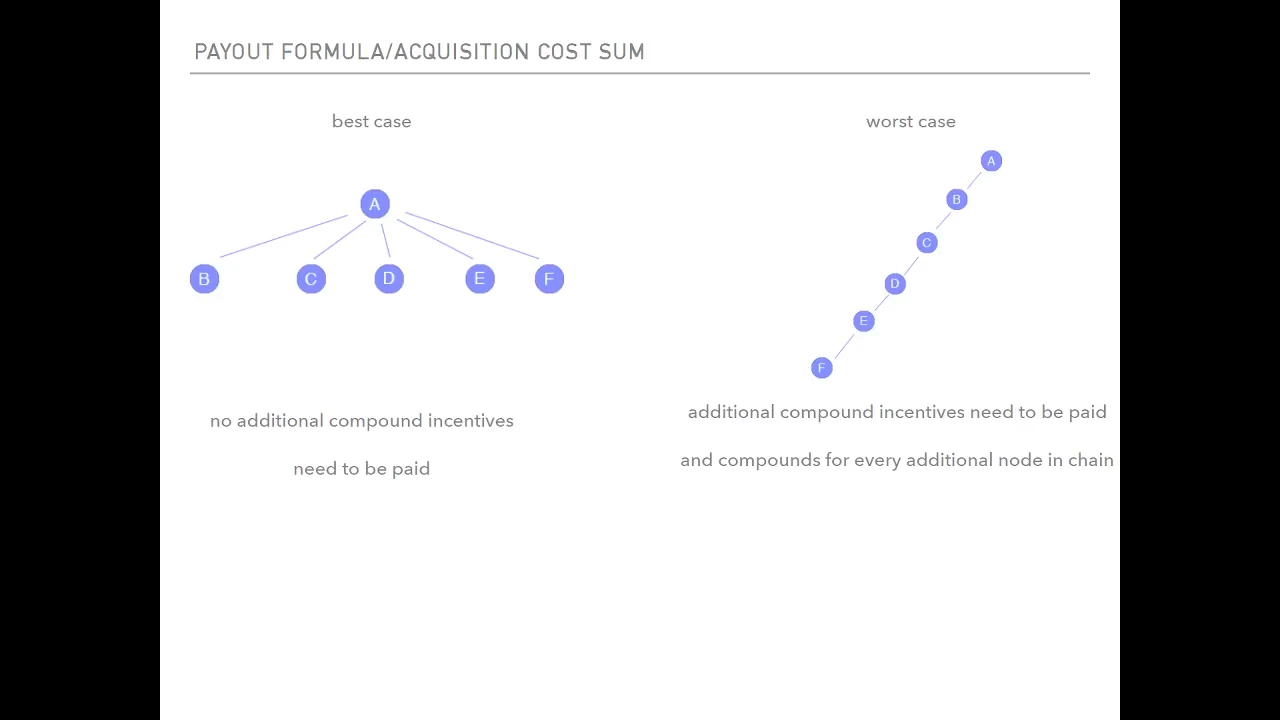 PAYOUT FORMULA/ACQUISITION COST SUM
best case
A
B C D E F
no additional compound incentives
need to be paid
worst case
A
B
C
D
E
F
additional compound incentives need to be paid
and compounds for every additional node in chain